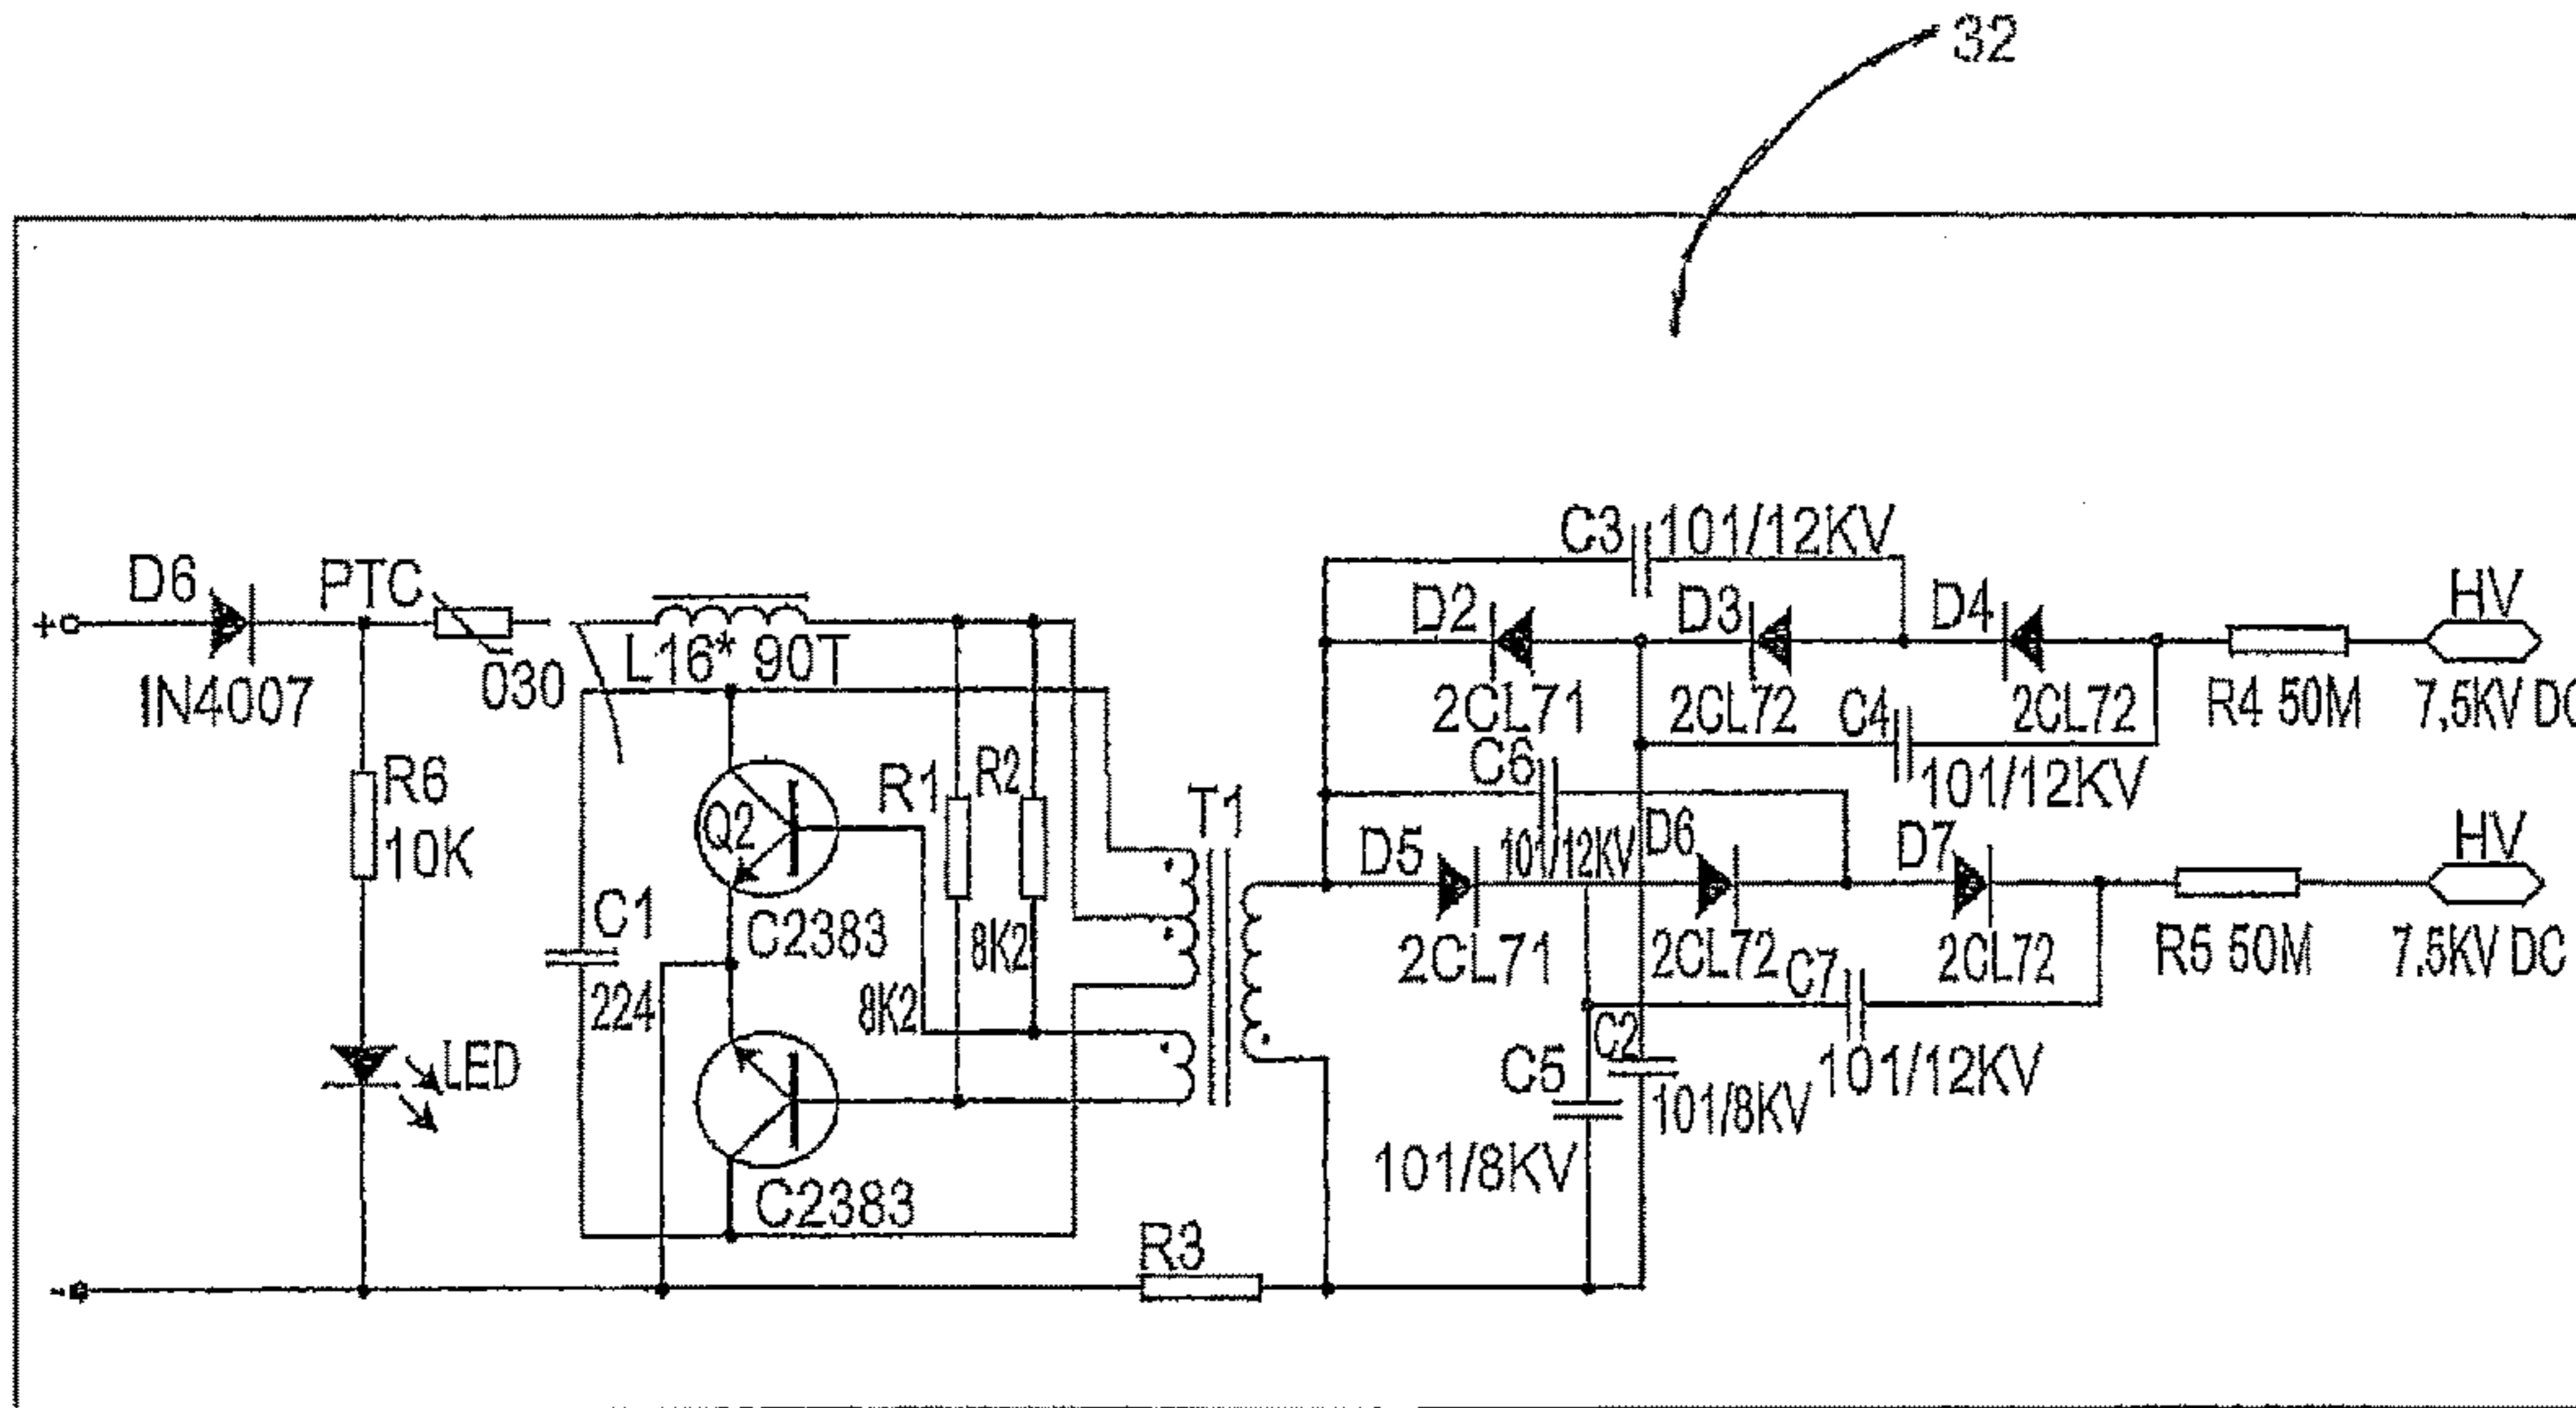 32
C3 101/12KV
D6
PTC
D2
D3
D4
HV
IN4007
030
L16* 90T
2CL71
2CL72
C4
2CL72
R4 50M
7,5KV DC
C6
101/12KV
R6
10K
Q2
R1
R2
T1
D5
101/12KV
D6
D7
HV
C1
224
C2383
8K2
2CL71
2CL72
C7
2CL72
R5 50M
7.5KV DC
8K2
LED
C5
C2
101/8KV
101/12KV
101/8KV
C2383
R3
+
-